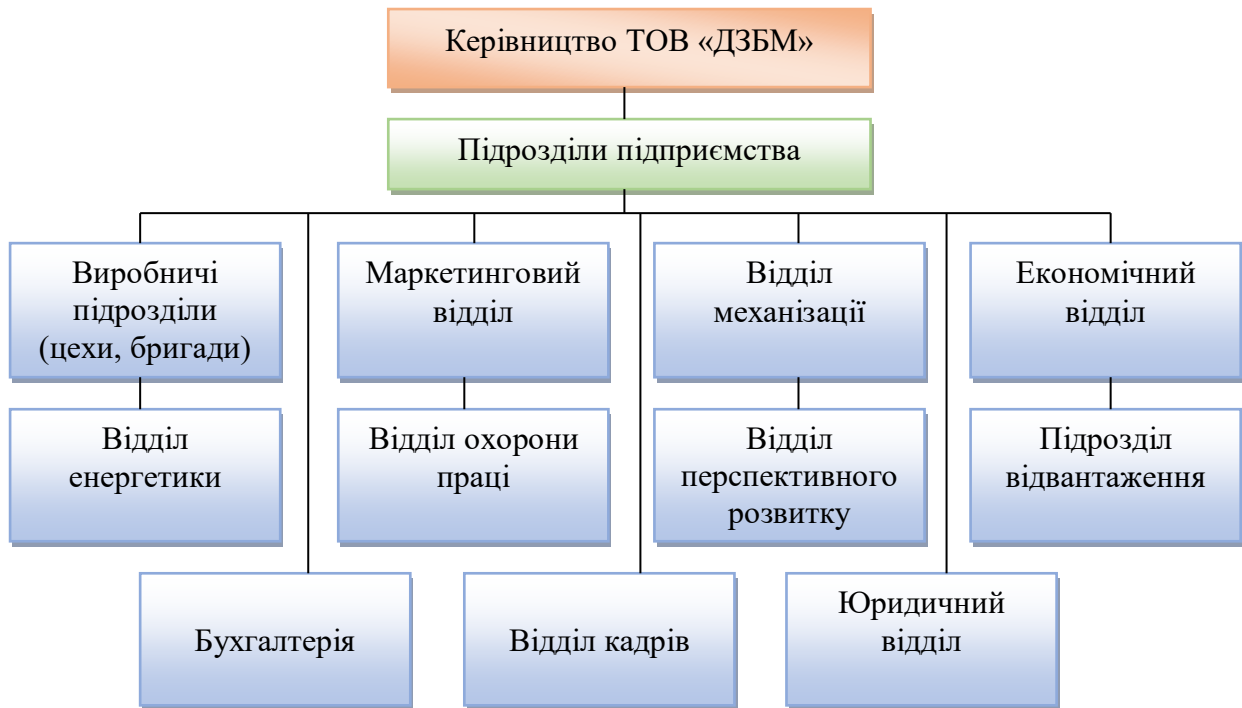 Керівництво ТОВ «ДЗБМ»
Підрозділи підприємства
Виробничі
підрозділи
(цехи, бригади)
Маркетинговий
відділ
Відділ
механізації
Економічний
відділ
Відділ
енергетики
Відділ охорони
праці
Відділ
перспективного
розвитку
Підрозділ
відвантаження
Бухгалтерія
Відділ кадрів
Юридичний
відділ